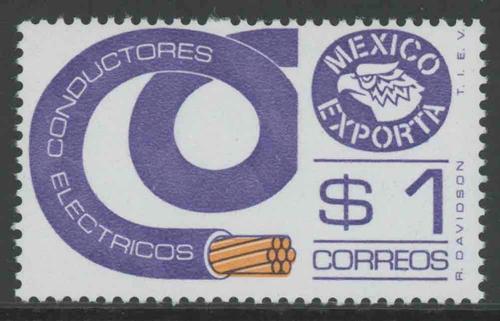 CONDUCTORES
ELECTRICOS
MEXICO
EXPORTA
$1
CORREOS
R. DAVIDSON T.I.E.V.